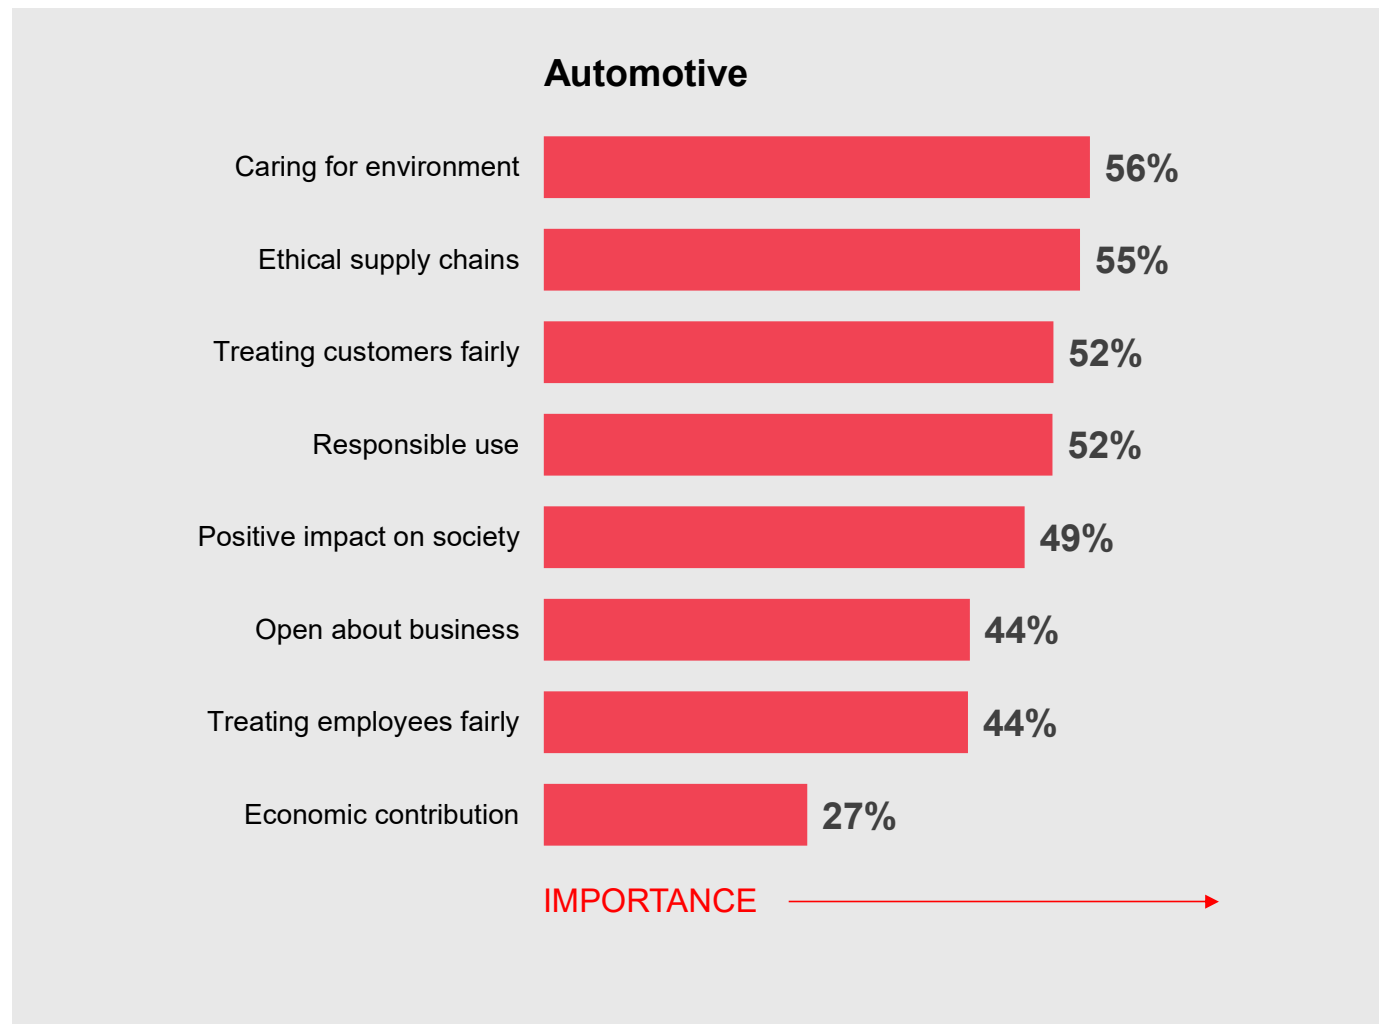 Automotive
Caring for environment 56%
Ethical supply chains 55%
Treating customers fairly 52%
Responsible use 52%
Positive impact on society 49%
Open about business 44%
Treating employees fairly 44%
Economic contribution 27%
IMPORTANCE